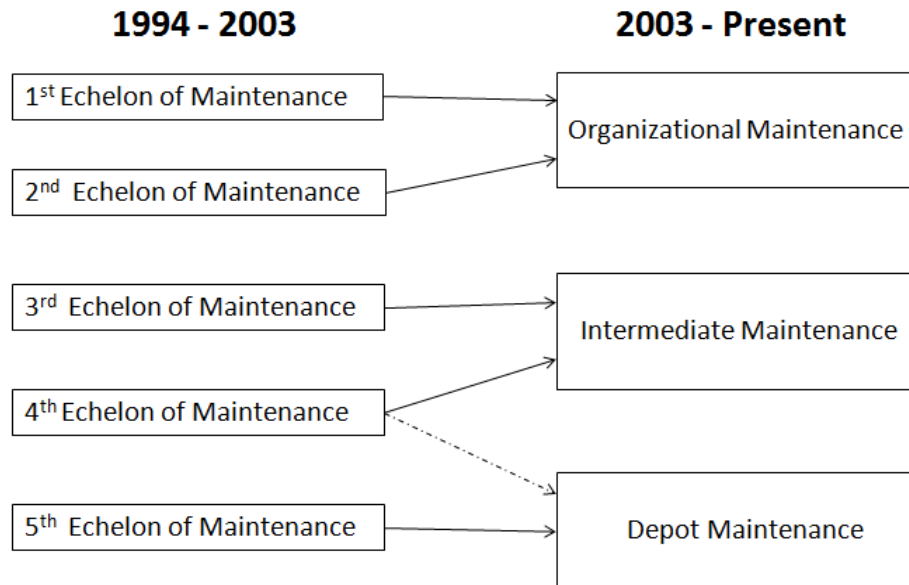 1994 - 2003
2003 - Present
1st Echelon of Maintenance
2nd Echelon of Maintenance
3rd Echelon of Maintenance
4th Echelon of Maintenance
5th Echelon of Maintenance
Organizational Maintenance
Intermediate Maintenance
Depot Maintenance